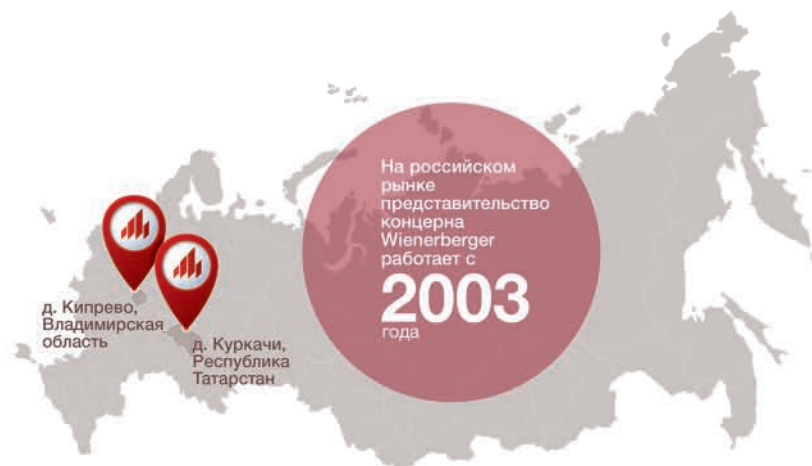 На российском
рынке
представительство
концерна
Wienerberger
работает с
2003
года
д. Кипрево,
Владимирская
область
д. Куркачи,
Республика
Татарстан